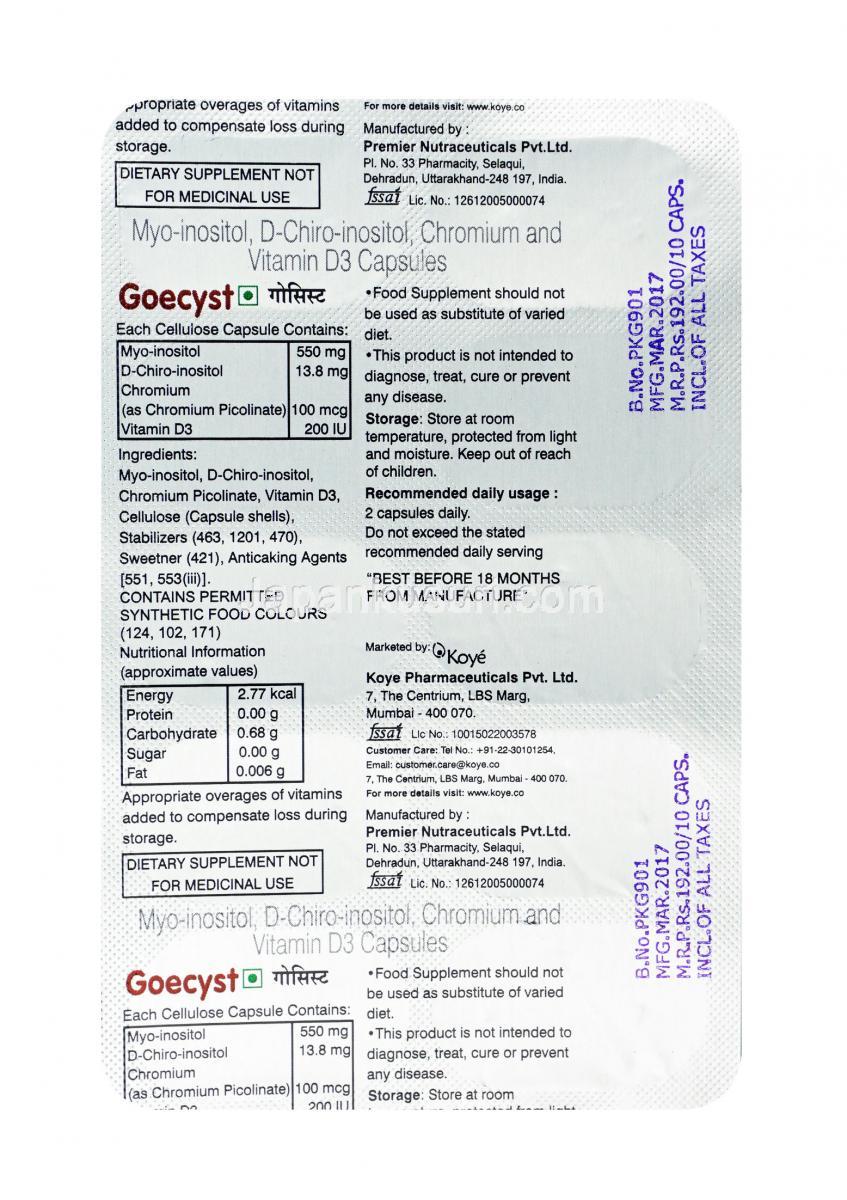 appropriate overages of vitamins
added to compensate loss during
storage.
DIETARY SUPPLEMENT NOT
FOR MEDICINAL USE
For more details visit: www.koye.co
Manufactured by :
Premier Nutraceuticals Pvt.Ltd.
Pl. No. 33 Pharmacity, Selaqui,
Dehradun, Uttarakhand-248 197, India.
fssai Lic. No.: 12612005000074
Myo-inositol, D-Chiro-inositol, Chromium and
Vitamin D3 Capsules
Goecyst गोसिस्ट
Each Cellulose Capsule Contains:
Myo-inositol 550 mg
D-Chiro-inositol 13.8 mg
Chromium
(as Chromium Picolinate) 100 mcg
Vitamin D3 200 IU
Ingredients:
Myo-inositol, D-Chiro-inositol,
Chromium Picolinate, Vitamin D3,
Cellulose (Capsule shells),
Stabilizers (463, 1201, 470),
Sweetner (421), Anticaking Agents
[551, 553(iii)].
CONTAINS PERMITTED
SYNTHETIC FOOD COLOURS
(124, 102, 171)
Nutritional Information
(approximate values)
Energy 2.77 kcal
Protein 0.00 g
Carbohydrate 0.68 g
Sugar 0.00 g
Fat 0.006 g
Appropriate overages of vitamins
added to compensate loss during
storage.
DIETARY SUPPLEMENT NOT
FOR MEDICINAL USE
•Food Supplement should not
be used as substitute of varied
diet.
•This product is not intended to
diagnose, treat, cure or prevent
any disease.
Storage: Store at room
temperature, protected from light
and moisture. Keep out of reach
of children.
Recommended daily usage :
2 capsules daily.
Do not exceed the stated
recommended daily serving
"BEST BEFORE 18 MONTHS
FROM MANUFACTURE"
Marketed by: Koyé
Koye Pharmaceuticals Pvt. Ltd.
7, The Centrium, LBS Marg,
Mumbai - 400 070.
fssai Lic No.: 10015022003578
Customer Care: Tel No.: +91-22-30101254,
Email: customer.care@koye.co
7, The Centrium, LBS Marg, Mumbai - 400 070.
For more details visit: www.koye.co
Manufactured by :
Premier Nutraceuticals Pvt.Ltd.
Pl. No. 33 Pharmacity, Selaqui,
Dehradun, Uttarakhand-248 197, India.
fssai Lic. No.: 12612005000074
B.No.PKG901
MFG.MAR.2017
M.R.P.Rs.192.00/10 CAPS.
INCL.OF ALL TAXES
Myo-inositol, D-Chiro-inositol, Chromium and
Vitamin D3 Capsules
Goecyst गोसिस्ट
Each Cellulose Capsule Contains:
Myo-inositol 550 mg
D-Chiro-inositol 13.8 mg
Chromium
(as Chromium Picolinate) 100 mcg
200 IU
•Food Supplement should not
be used as substitute of varied
diet.
•This product is not intended to
diagnose, treat, cure or prevent
any disease.
Storage: Store at room
B.No.PKG901
MFG.MAR.2017
M.R.P.Rs.192.00/10 CAPS.
INCL.OF ALL TAXES